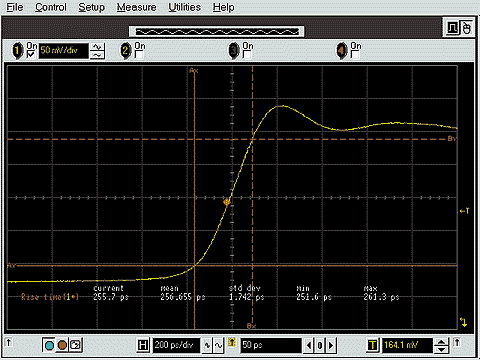 File Control Setup Measure Utilities Help
1 On 50 mV/div 2 On 3 On 4 On
Ax
By
T
Ay
current mean std dev min max
Rise time(1+) 255.7 ps 256.655 ps 1.742 ps 251.6 ps 261.3 ps
Bx
H 200 ps/div 50 ps 0 T 164.1 mV